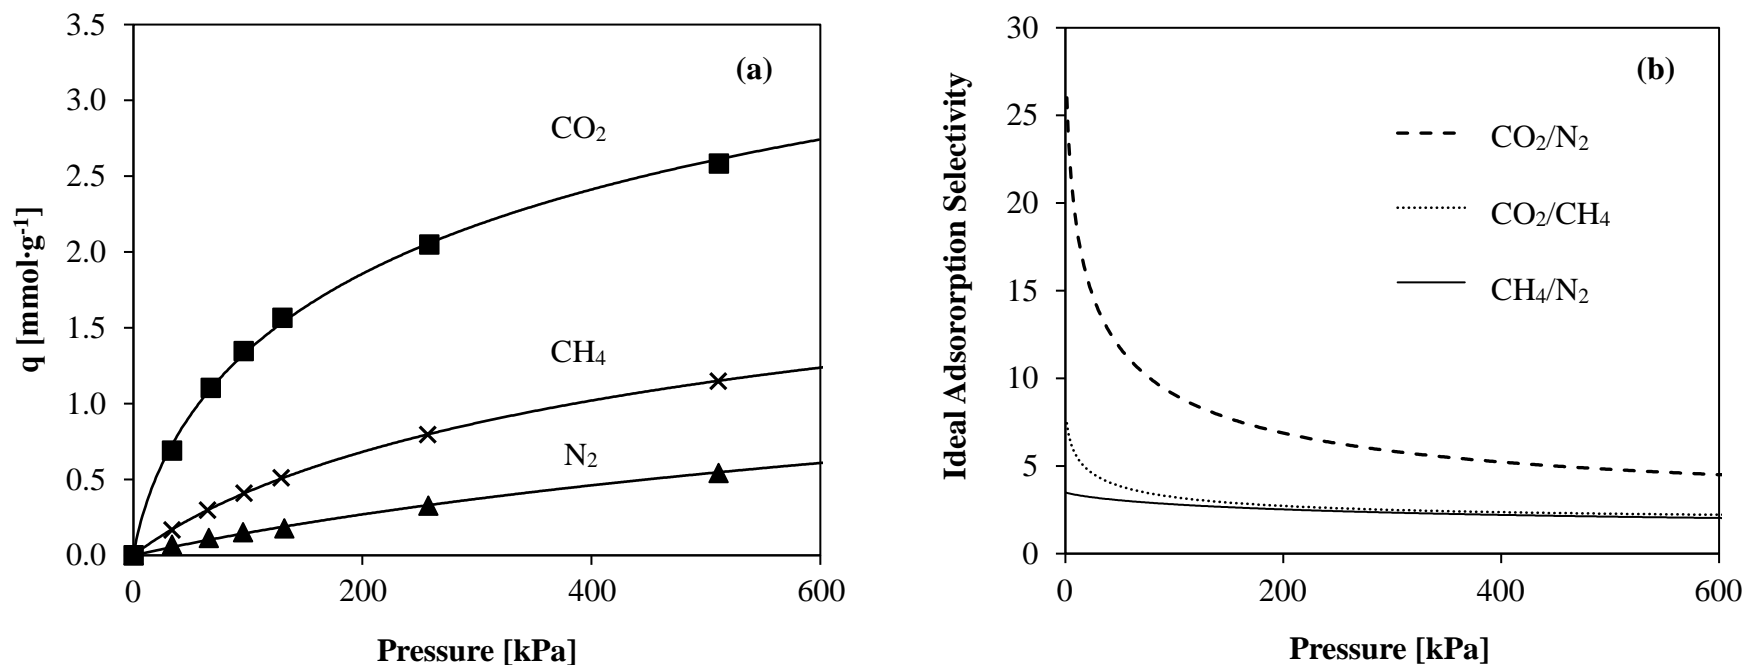 3.5
3.0
2.5
2.0
1.5
1.0
0.5
0.0
0
200
400
600
q [mmol·g⁻¹]
Pressure [kPa]
(a)
CO₂
CH₄
N₂
30
25
20
15
10
5
0
0
200
400
600
Ideal Adsororption Selectivity
Pressure [kPa]
(b)
CO₂/N₂
CO₂/CH₄
CH₄/N₂